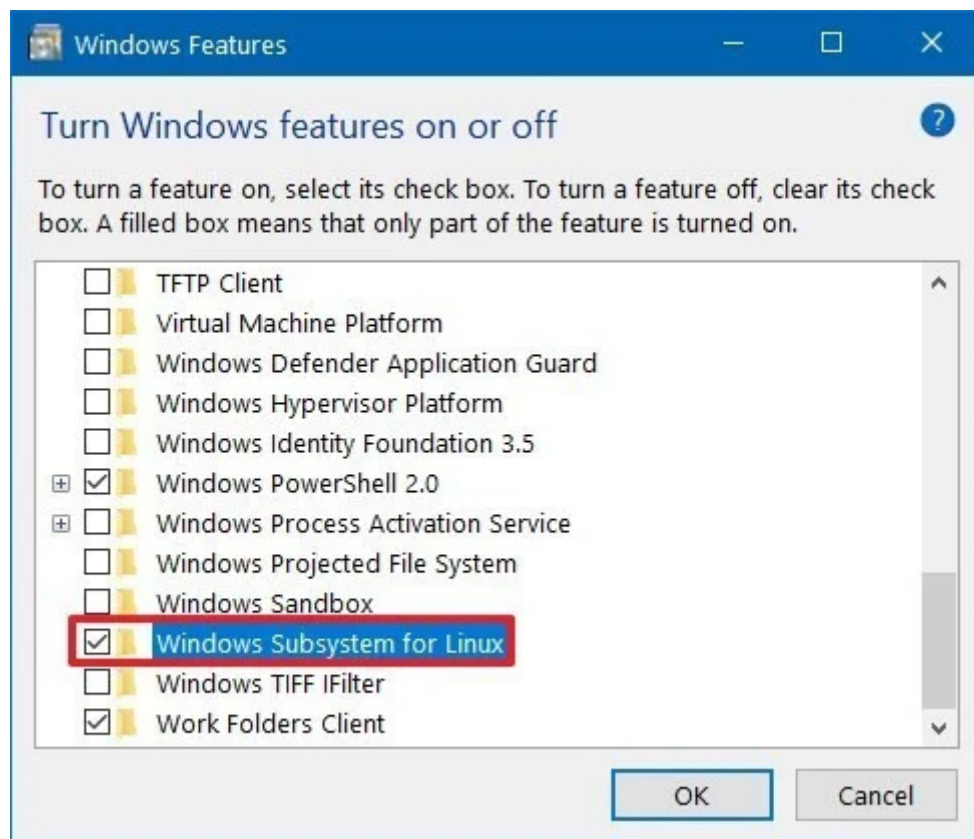 Windows Features
Turn Windows features on or off
To turn a feature on, select its check box. To turn a feature off, clear its check
box. A filled box means that only part of the feature is turned on.
TFTP Client
Virtual Machine Platform
Windows Defender Application Guard
Windows Hypervisor Platform
Windows Identity Foundation 3.5
Windows PowerShell 2.0
Windows Process Activation Service
Windows Projected File System
Windows Sandbox
Windows Subsystem for Linux
Windows TIFF IFilter
Work Folders Client
OK Cancel